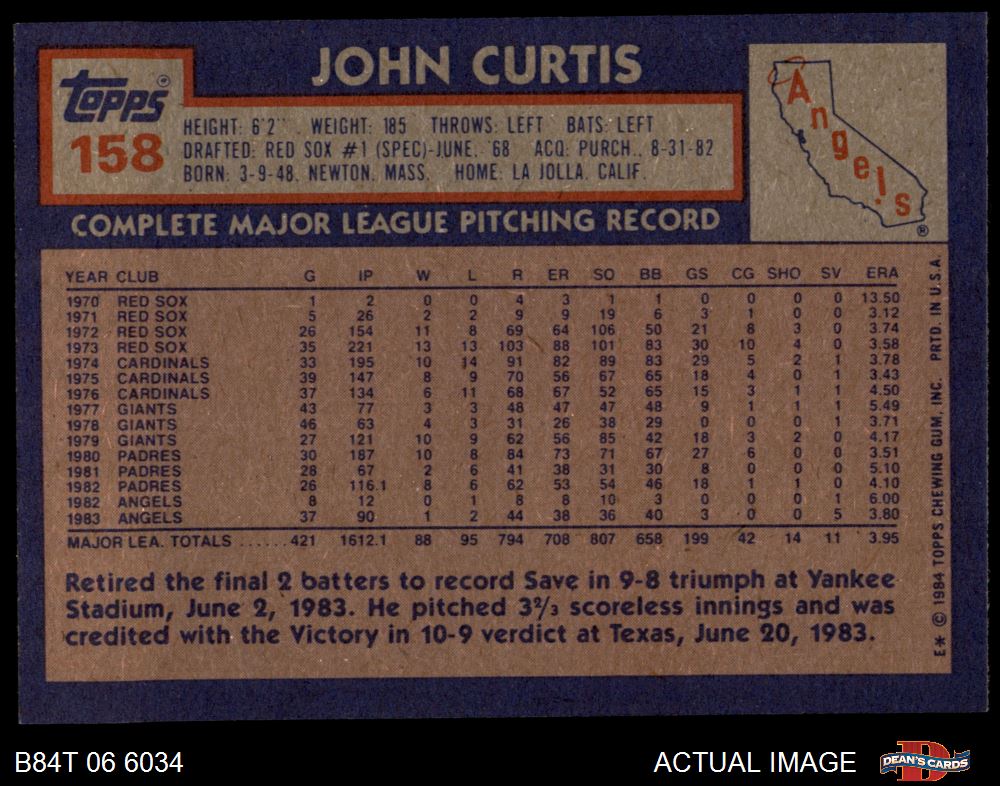 Topps
158
JOHN CURTIS
HEIGHT: 6'2" WEIGHT: 185 THROWS: LEFT BATS: LEFT
DRAFTED: RED SOX #1 (SPEC)-JUNE, '68 ACQ: PURCH., 8-31-82
BORN: 3-9-48, NEWTON, MASS. HOME: LA JOLLA, CALIF.
Angels
®
COMPLETE MAJOR LEAGUE PITCHING RECORD
YEAR CLUB G IP W L R ER SO BB GS CG SHO SV ERA
1970 RED SOX 1 2 0 0 4 3 1 1 0 0 0 0 13.50
1971 RED SOX 5 26 2 2 9 9 19 6 3 1 0 0 3.12
1972 RED SOX 26 154 11 8 69 64 106 50 21 8 3 0 3.74
1973 RED SOX 35 221 13 13 103 88 101 83 30 10 4 0 3.58
1974 CARDINALS 33 195 10 14 91 82 89 83 29 5 2 1 3.78
1975 CARDINALS 39 147 8 9 70 56 67 65 18 4 0 1 3.43
1976 CARDINALS 37 134 6 11 68 67 52 65 15 3 1 1 4.50
1977 GIANTS 43 77 3 3 48 47 47 48 9 1 1 1 5.49
1978 GIANTS 46 63 4 3 31 26 38 29 0 0 0 1 3.71
1979 GIANTS 27 121 10 9 62 56 85 42 18 3 2 0 4.17
1980 PADRES 30 187 10 8 84 73 71 67 27 6 0 0 3.51
1981 PADRES 28 67 2 6 41 38 31 30 8 0 0 0 5.10
1982 PADRES 26 116.1 8 6 62 53 54 46 18 1 1 0 4.10
1982 ANGELS 8 12 0 1 8 8 10 3 0 0 0 1 6.00
1983 ANGELS 37 90 1 2 44 38 36 40 3 0 0 5 3.80
MAJOR LEA. TOTALS ...... 421 1612.1 88 95 794 708 807 658 199 42 14 11 3.95
Retired the final 2 batters to record Save in 9-8 triumph at Yankee
Stadium, June 2, 1983. He pitched 3⅔ scoreless innings and was
credited with the Victory in 10-9 verdict at Texas, June 20, 1983.
E* © 1984 TOPPS CHEWING GUM, INC. PRTD. IN U.S.A.
B84T 06 6034
ACTUAL IMAGE
DEAN'S CARDS